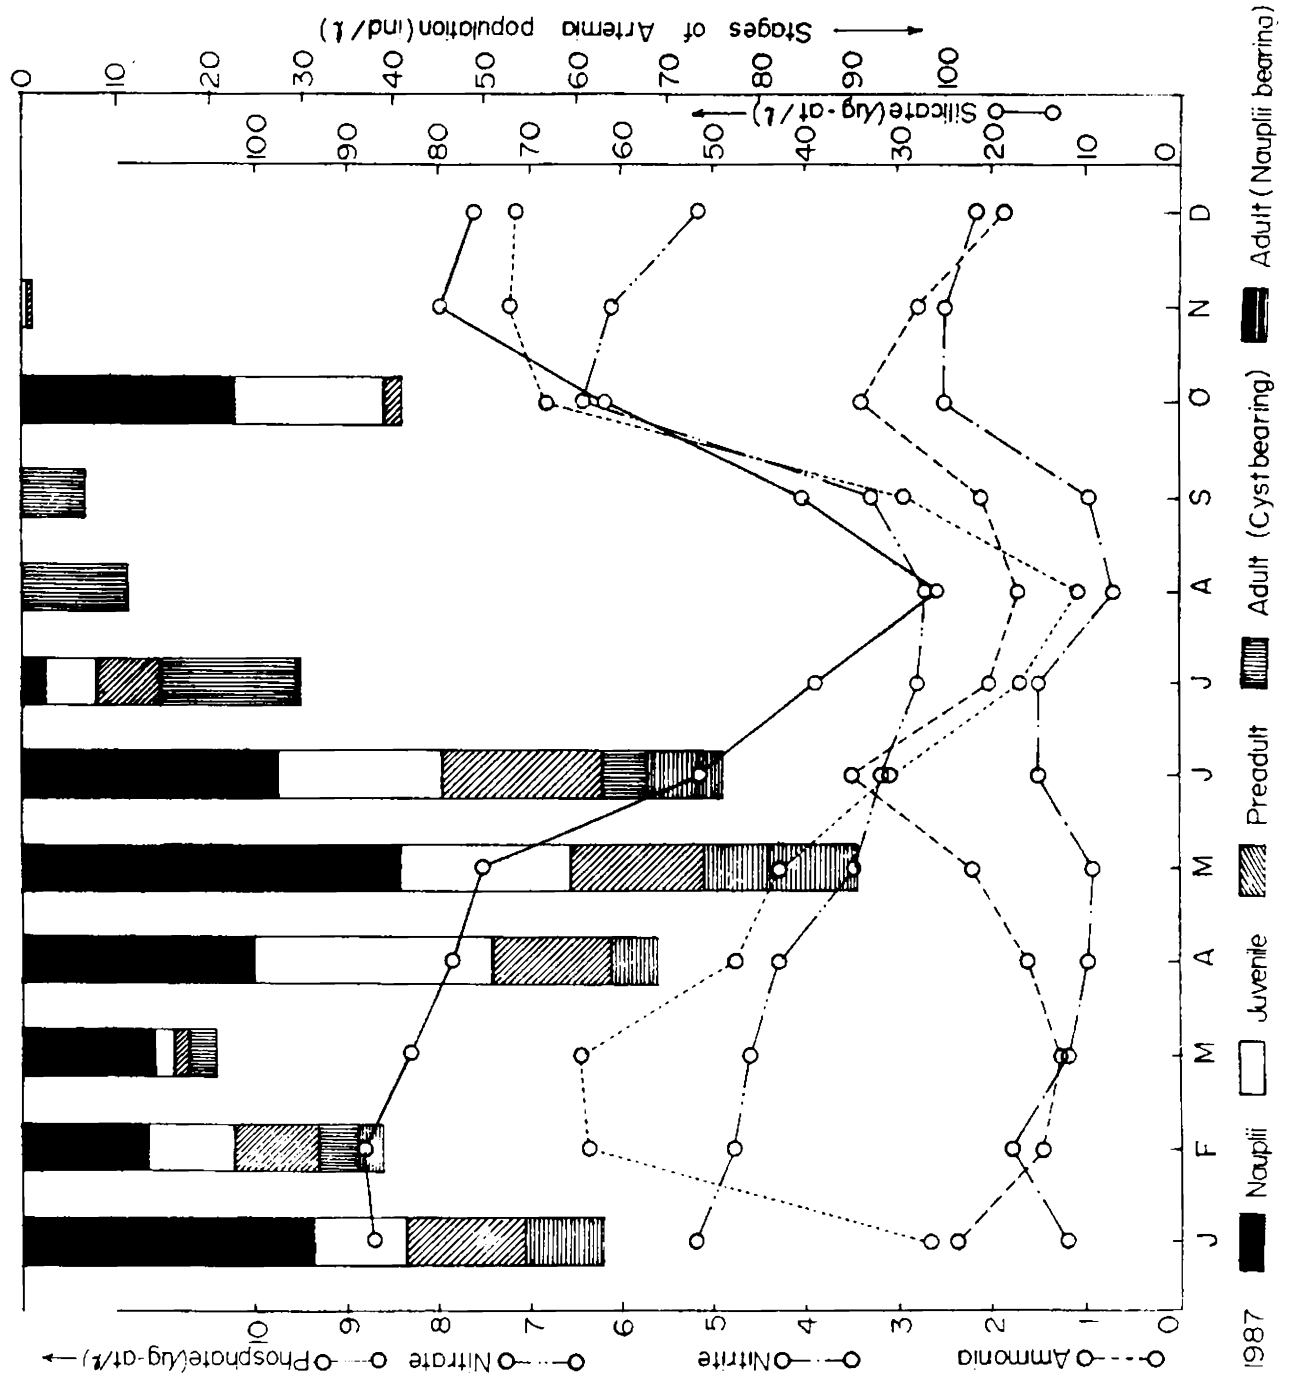 Phosphate(µg-at/l)
Nitrate
Nitrite
Ammonia
10 9 8 7 6 5 4 3 2 1 0
Silicate(µg-at/l)
100 90 80 70 60 50 40 30 20 10 0
Stages of Artemia population(ind/l)
0 10 20 30 40 50 60 70 80 90 100
J F M A M J J A S O N D
1987 Nauplii Juvenile Preadult Adult (Cystbearing) Adult (Nauplii bearing)